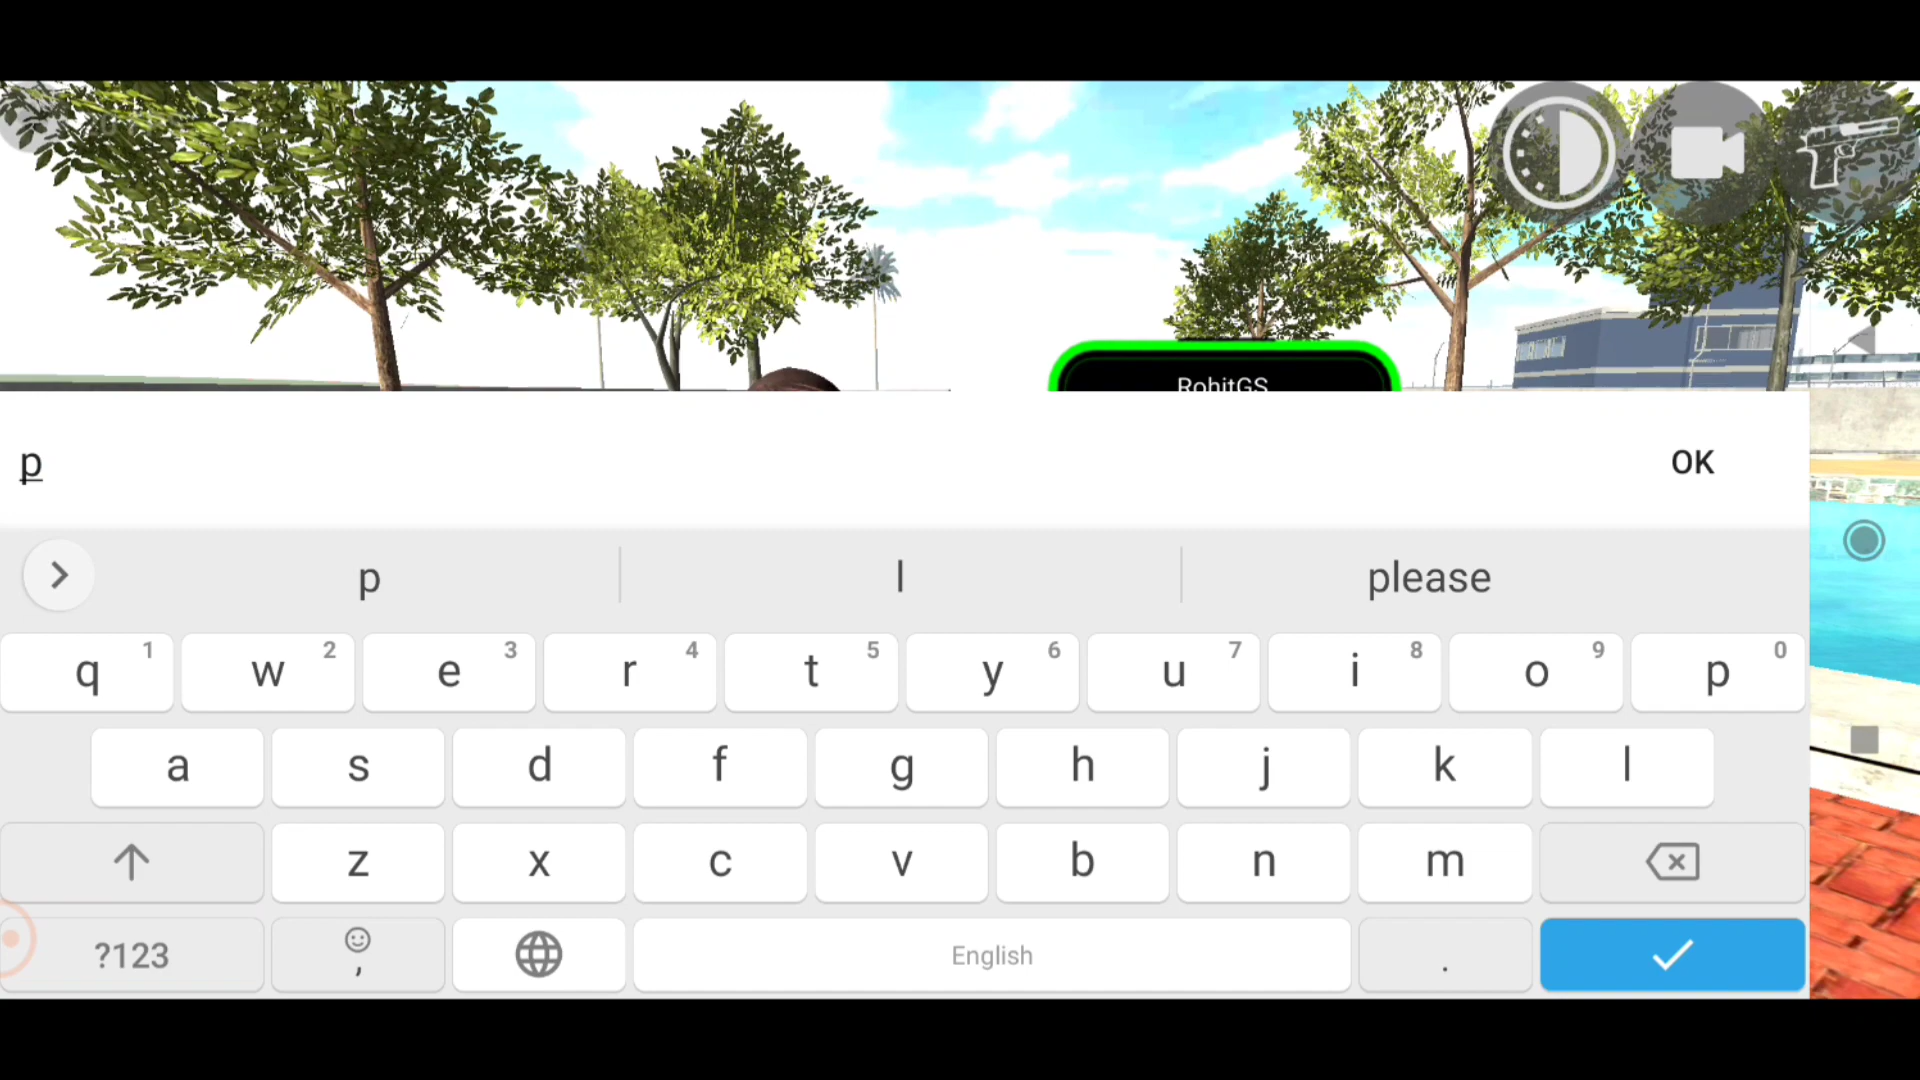 RohitGS
p
OK
p l please
q 1 w 2 e 3 r 4 t 5 y 6 u 7 i 8 o 9 p 0
a s d f g h j k l
z x c v b n m
?123 , English .